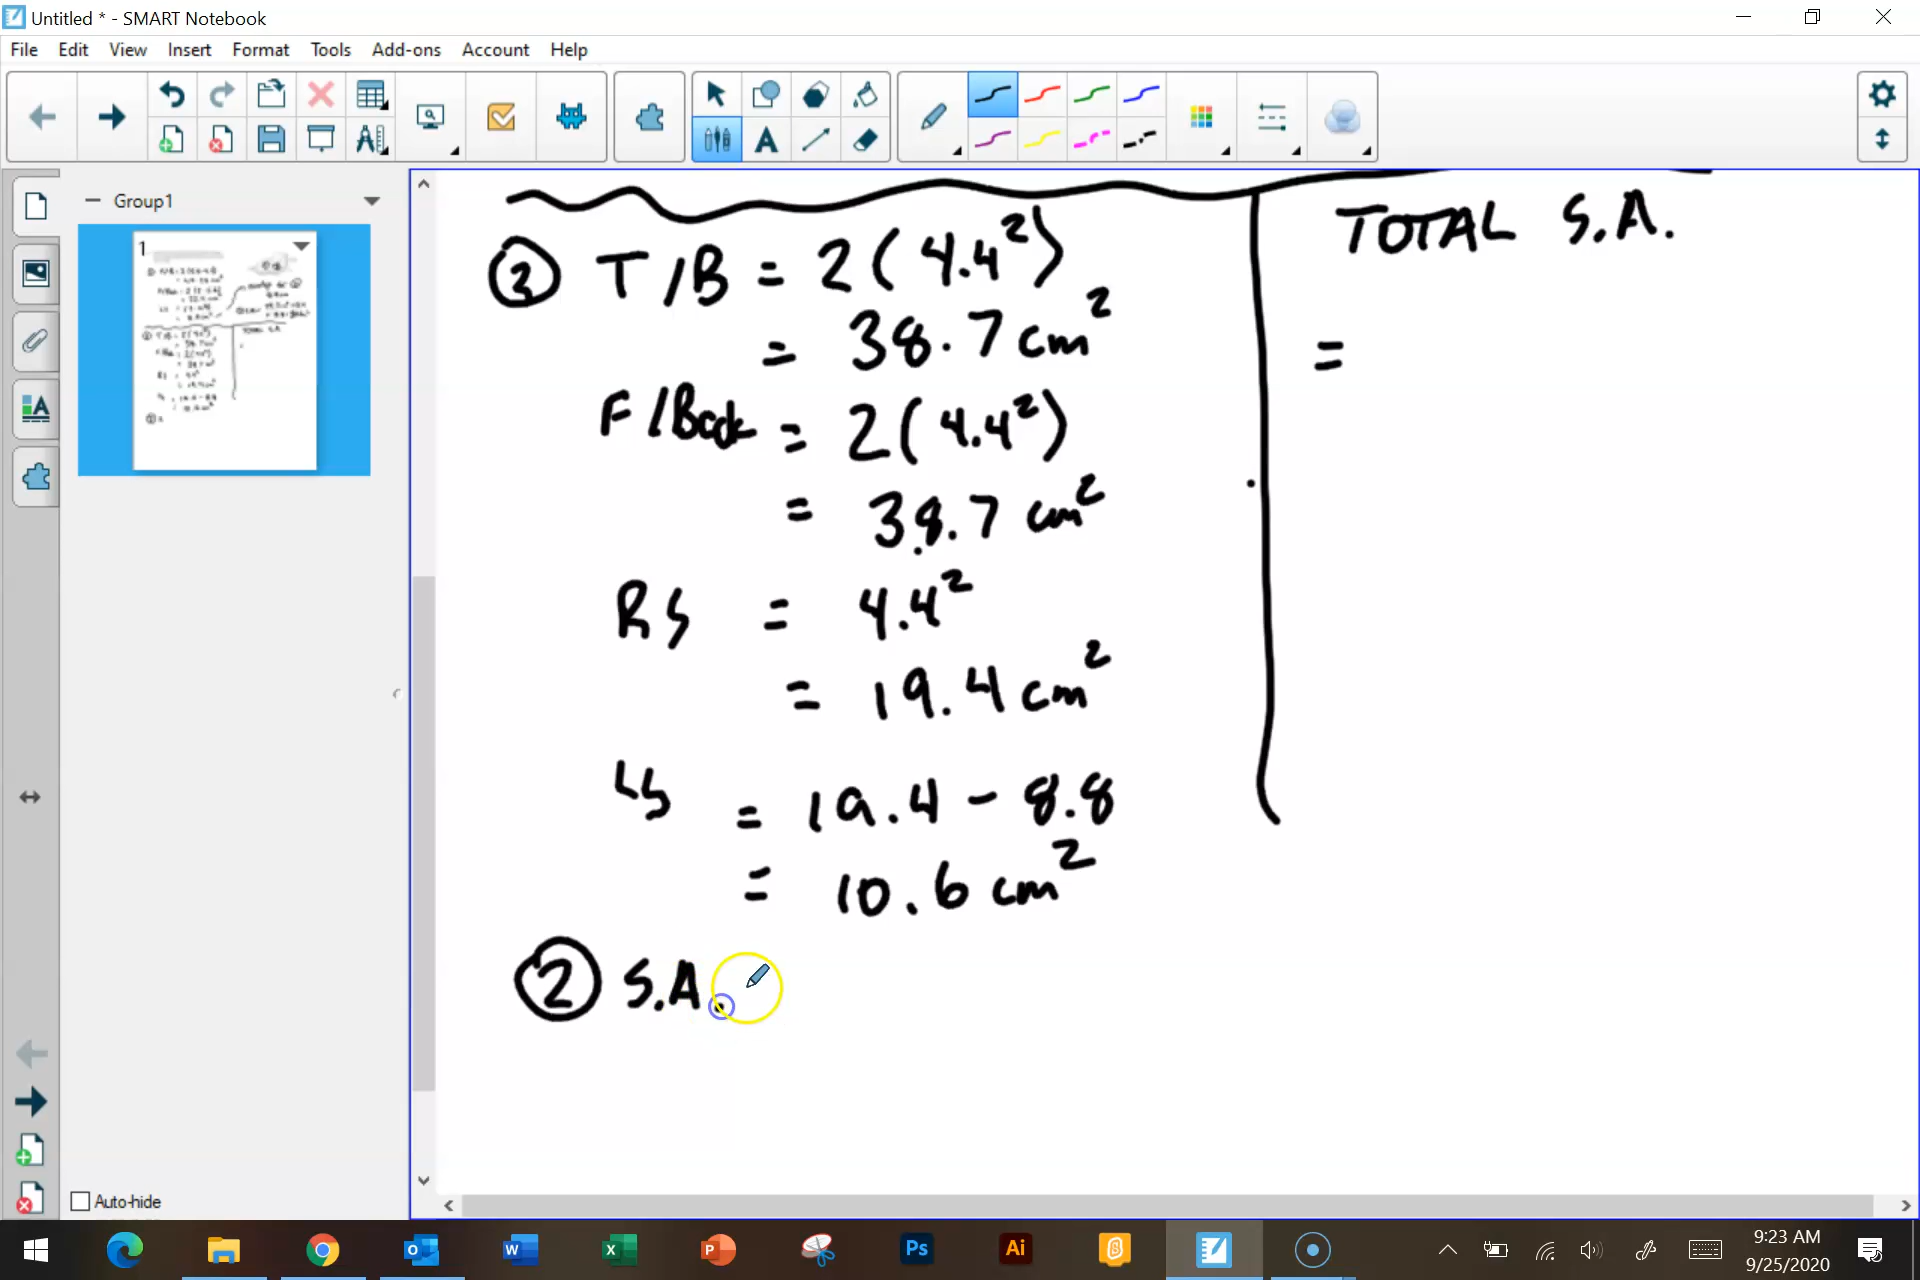 Untitled * - SMART Notebook
File Edit View Insert Format Tools Add-ons Account Help
Group1
1
② T/B = 2(4.4²)
= 38.7 cm²
F/Back = 2(4.4²)
= 38.7 cm²
RS = 4.4²
= 19.4 cm²
LS = 19.4 - 8.8
= 10.6 cm²
② S.A.
TOTAL S.A.
=
Auto-hide
9:23 AM
9/25/2020